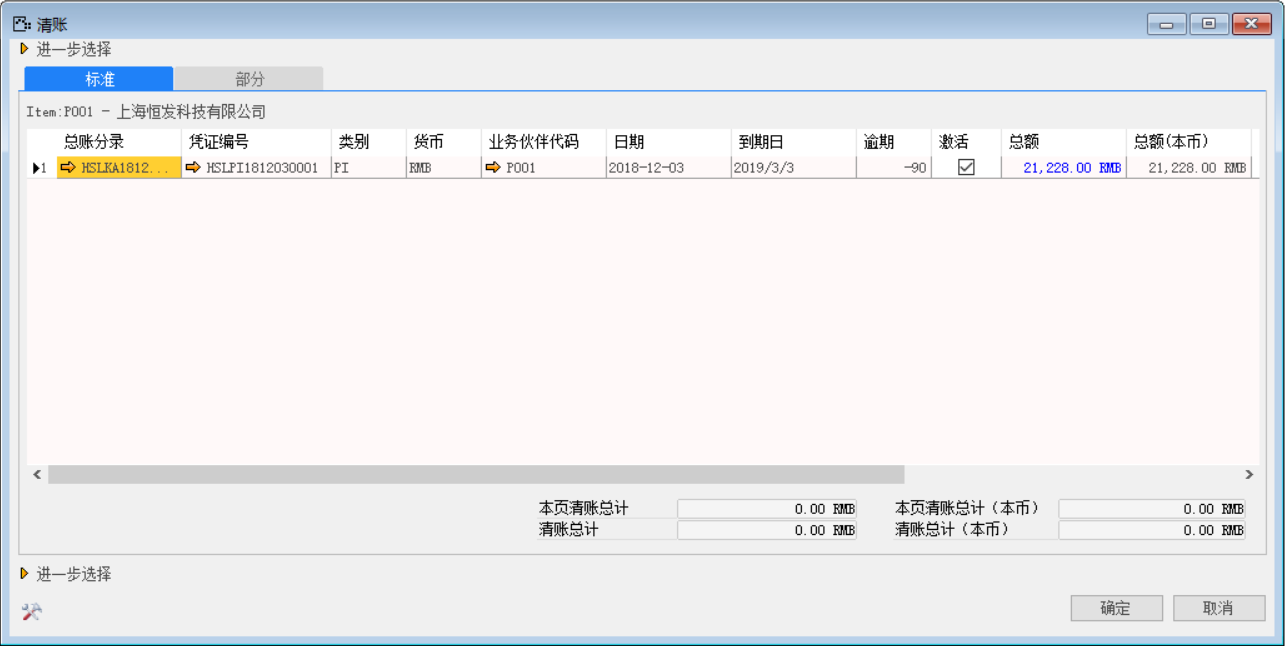 清账
进一步选择
标准 部分
Item:P001 - 上海恒发科技有限公司
总账分录 凭证编号 类别 货币 业务伙伴代码 日期 到期日 逾期 激活 总额 总额(本币)
1 HSLKA1812... HSLPI1812030001 PI RMB P001 2018-12-03 2019/3/3 -90 21,228.00 RMB 21,228.00 RMB
本页清账总计 0.00 RMB 本页清账总计（本币） 0.00 RMB
清账总计 0.00 RMB 清账总计（本币） 0.00 RMB
进一步选择
确定 取消